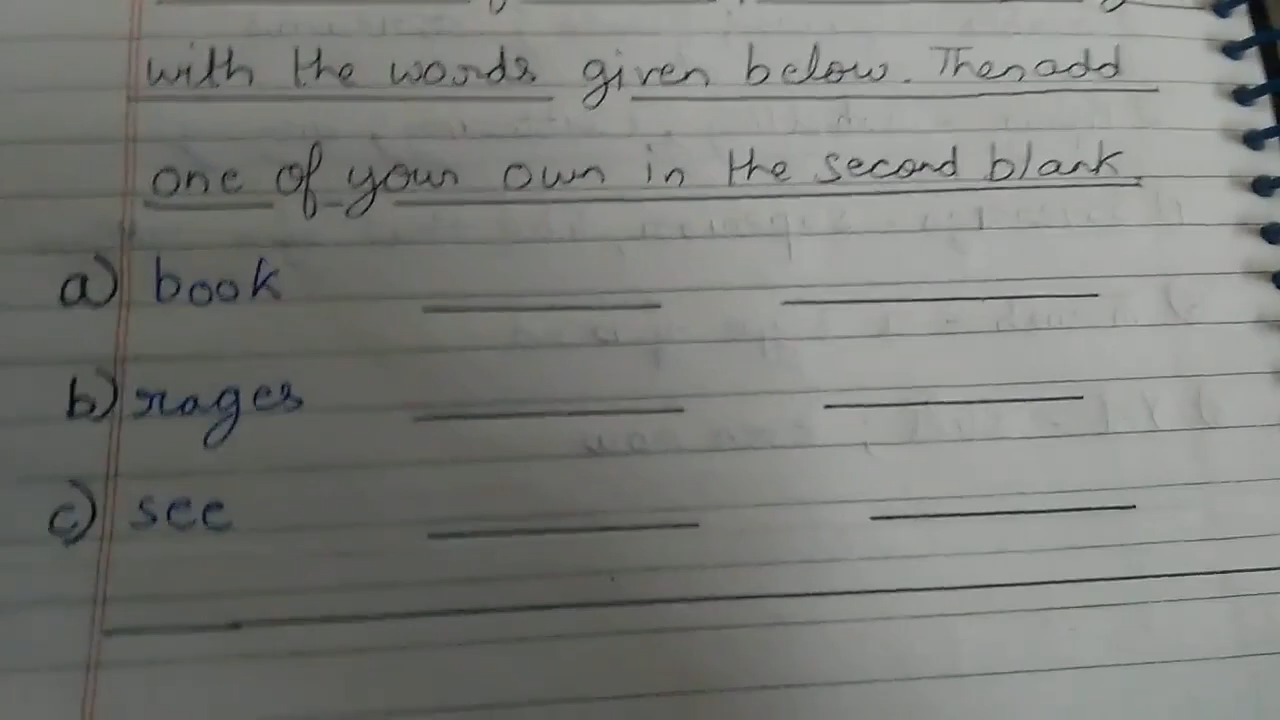 with the words given below. Then add
one of your own in the second blank.
a) book
b) rages
c) see